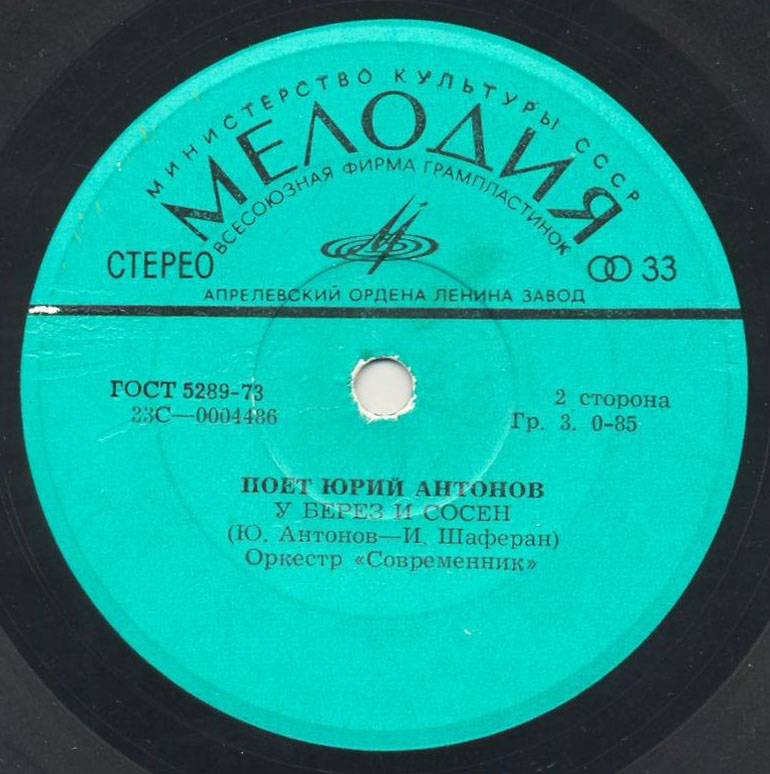 МИНИСТЕРСТВО КУЛЬТУРЫ СССР
МЕЛОДИЯ
ВСЕСОЮЗНАЯ ФИРМА ГРАМПЛАСТИНОК
СТЕРЕО
33
АПРЕЛЕВСКИЙ ОРДЕНА ЛЕНИНА ЗАВОД
ГОСТ 5289-73
33С—0004486
2 сторона
Гр. 3. 0-85
ПОЕТ ЮРИЙ АНТОНОВ
У БЕРЕЗ И СОСЕН
(Ю. Антонов—И. Шаферан)
Оркестр «Современник»